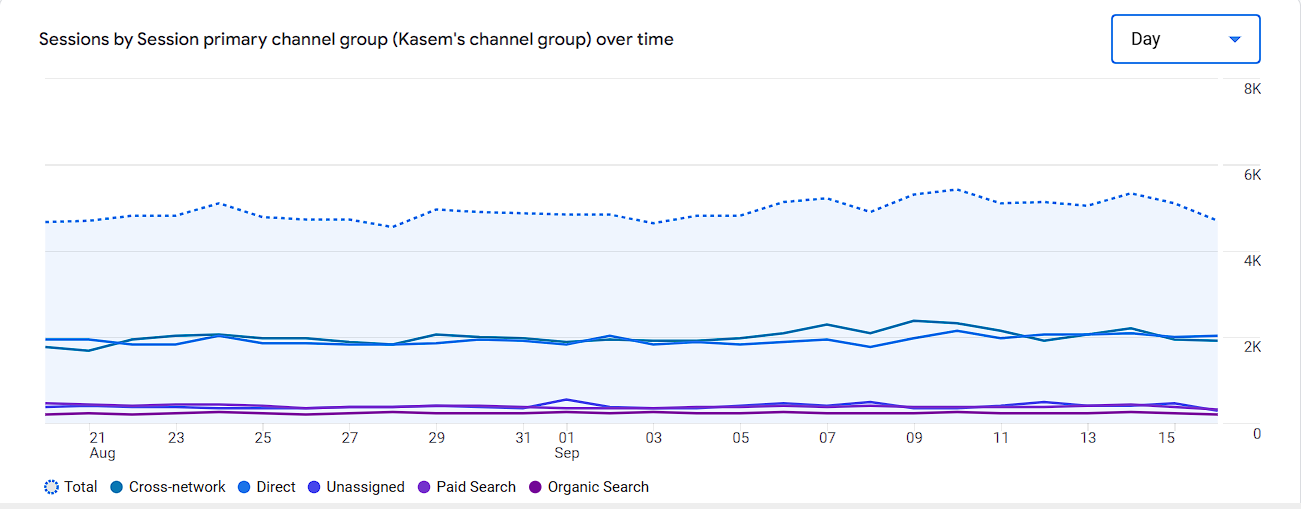 Sessions by Session primary channel group (Kasem's channel group) over time
Day
8K
6K
4K
2K
0
21 23 25 27 29 31 01 03 05 07 09 11 13 15
Aug Sep
Total Cross-network Direct Unassigned Paid Search Organic Search